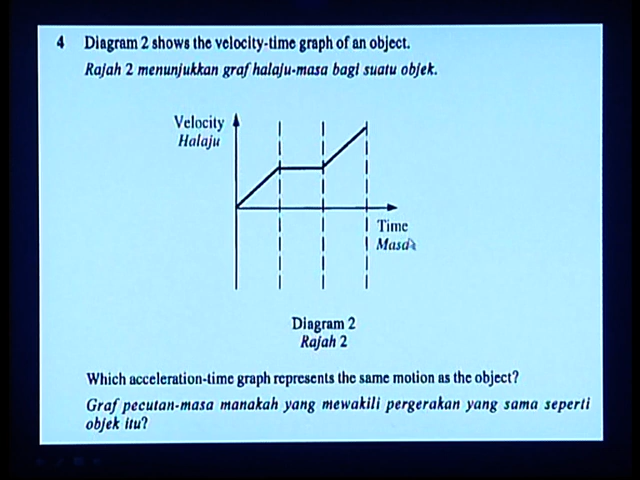 4 Diagram 2 shows the velocity-time graph of an object.
Rajah 2 menunjukkan graf halaju-masa bagi suatu objek.
Velocity
Halaju
Time
Masa
Diagram 2
Rajah 2
Which acceleration-time graph represents the same motion as the object?
Graf pecutan-masa manakah yang mewakili pergerakan yang sama seperti
objek itu?